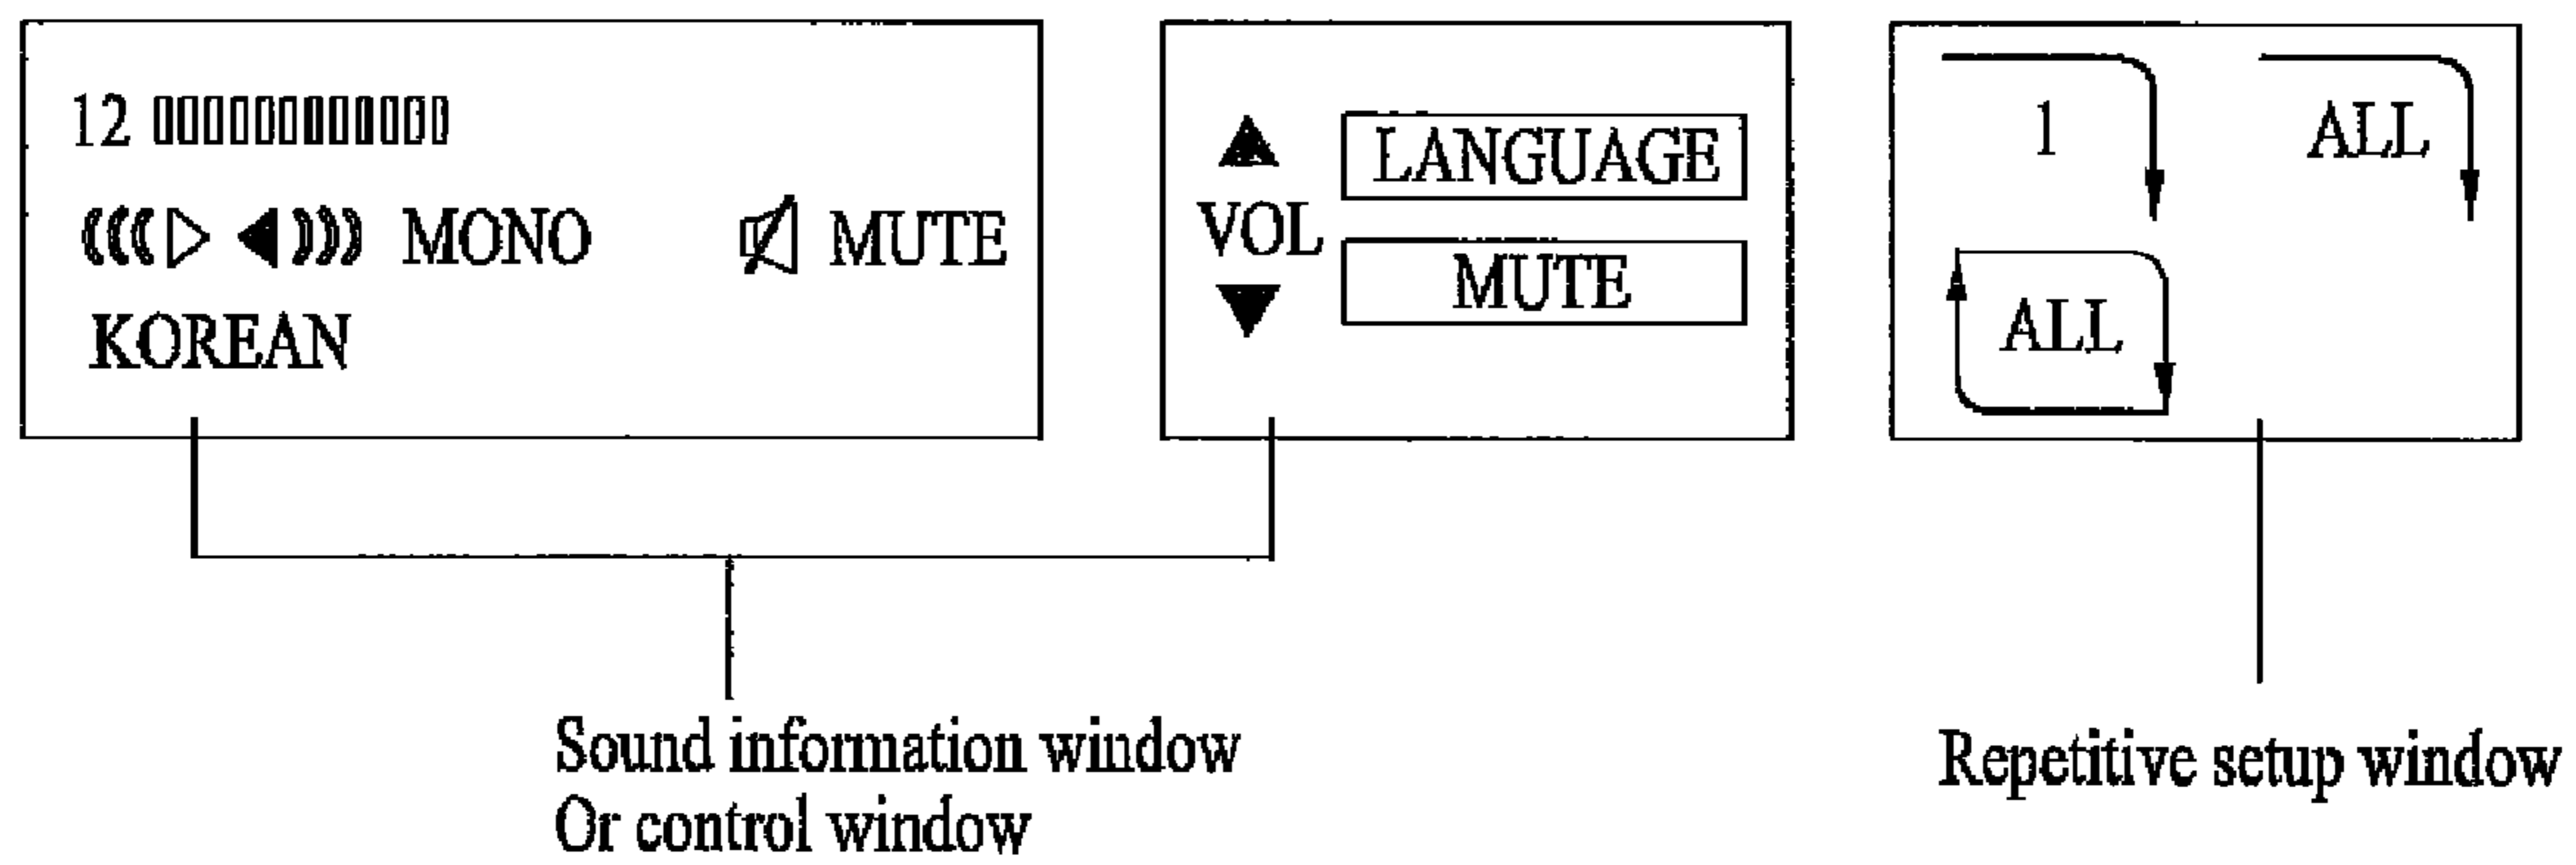 12
MONO MUTE
KOREAN
LANGUAGE
VOL
MUTE
1 ALL
ALL
Sound information window
Or control window
Repetitive setup window